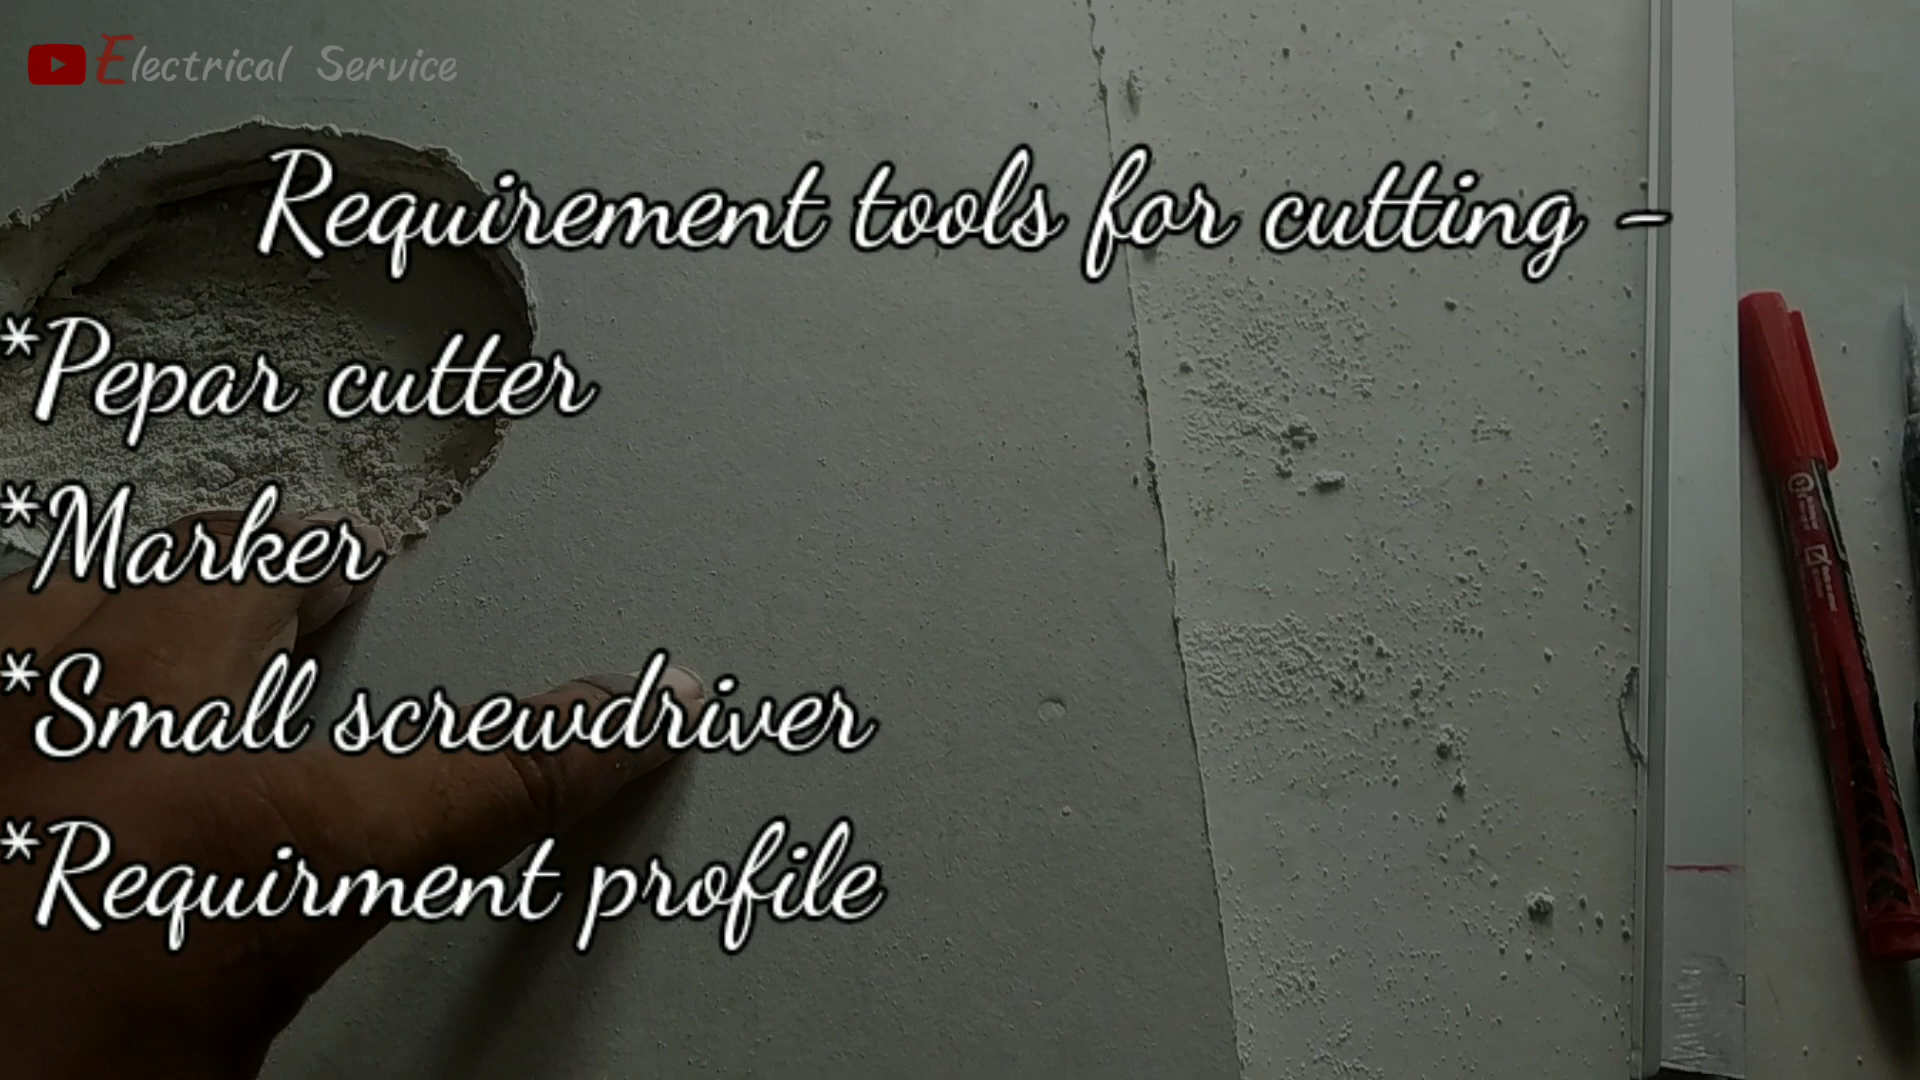 Electrical Service
Requirement tools for cutting -
*Pepar cutter
*Marker
*Small screwdriver
*Requirment profile